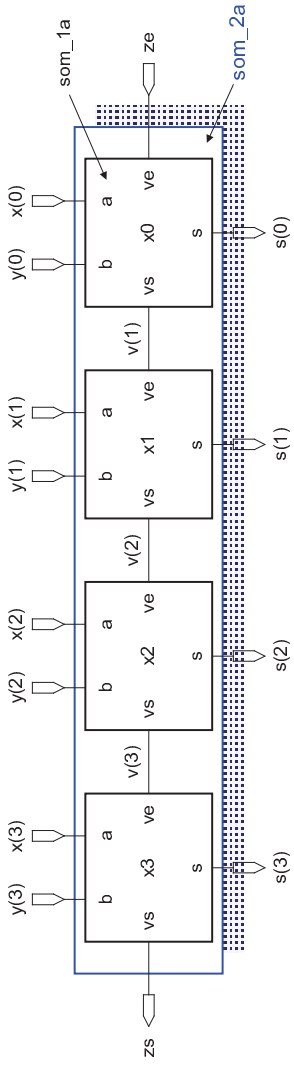 som_1a
som_2a
y(3) x(3) y(2) x(2) y(1) x(1) y(0) x(0)
b a b a b a b a
zs vs x3 ve v(3) vs x2 ve v(2) vs x1 ve v(1) vs x0 ve ze
s s s s
s(3) s(2) s(1) s(0)